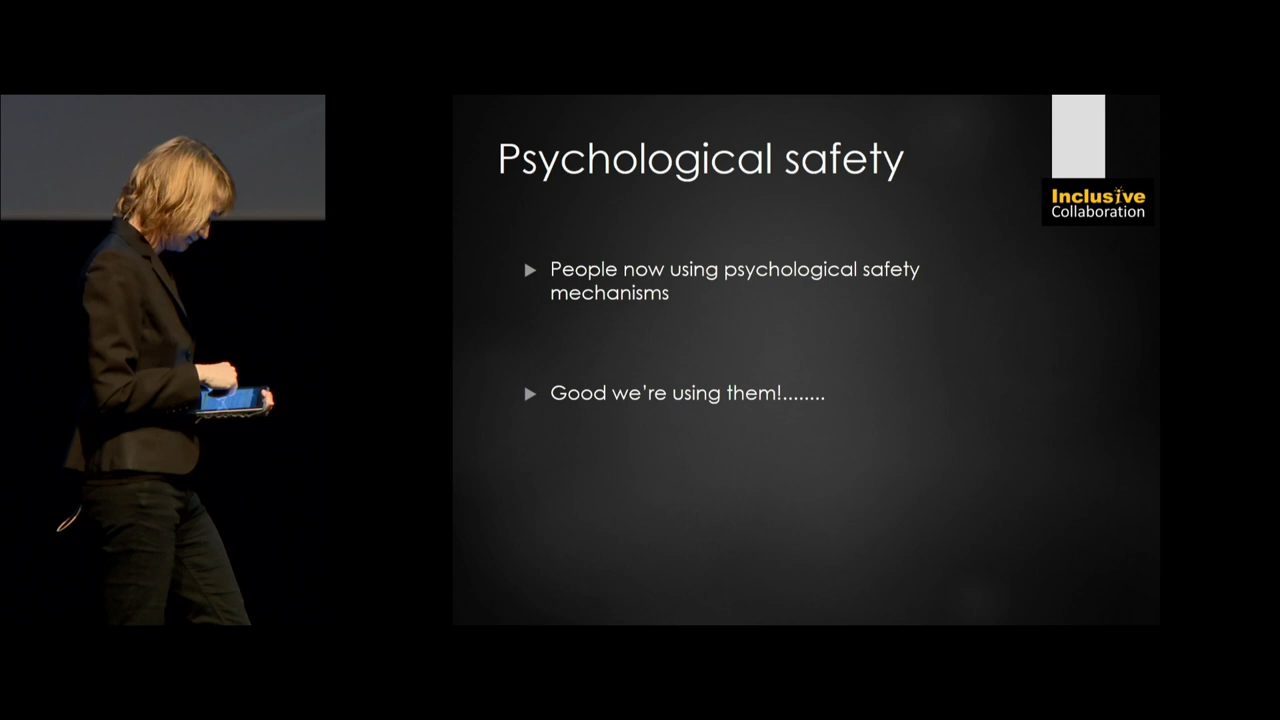 Psychological safety
Inclusive
Collaboration
People now using psychological safety
mechanisms
Good we're using them!........